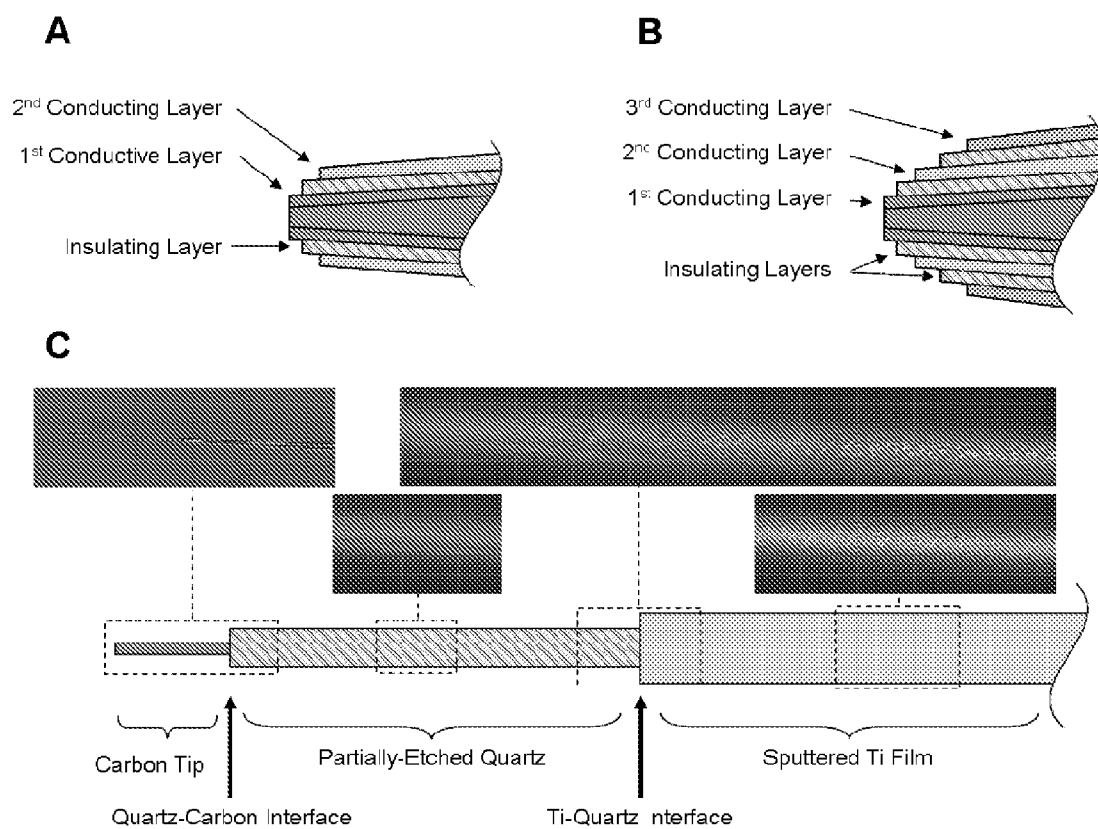 A
2nd Conducting Layer
1st Conductive Layer
Insulating Layer
B
3rd Conducting Layer
2nc Conducting Layer
1st Conducting Layer
Insulating Layers
C
Carbon Tip
Partially-Etched Quartz
Sputtered Ti Film
Quartz-Carbon Interface
Ti-Quartz Interface